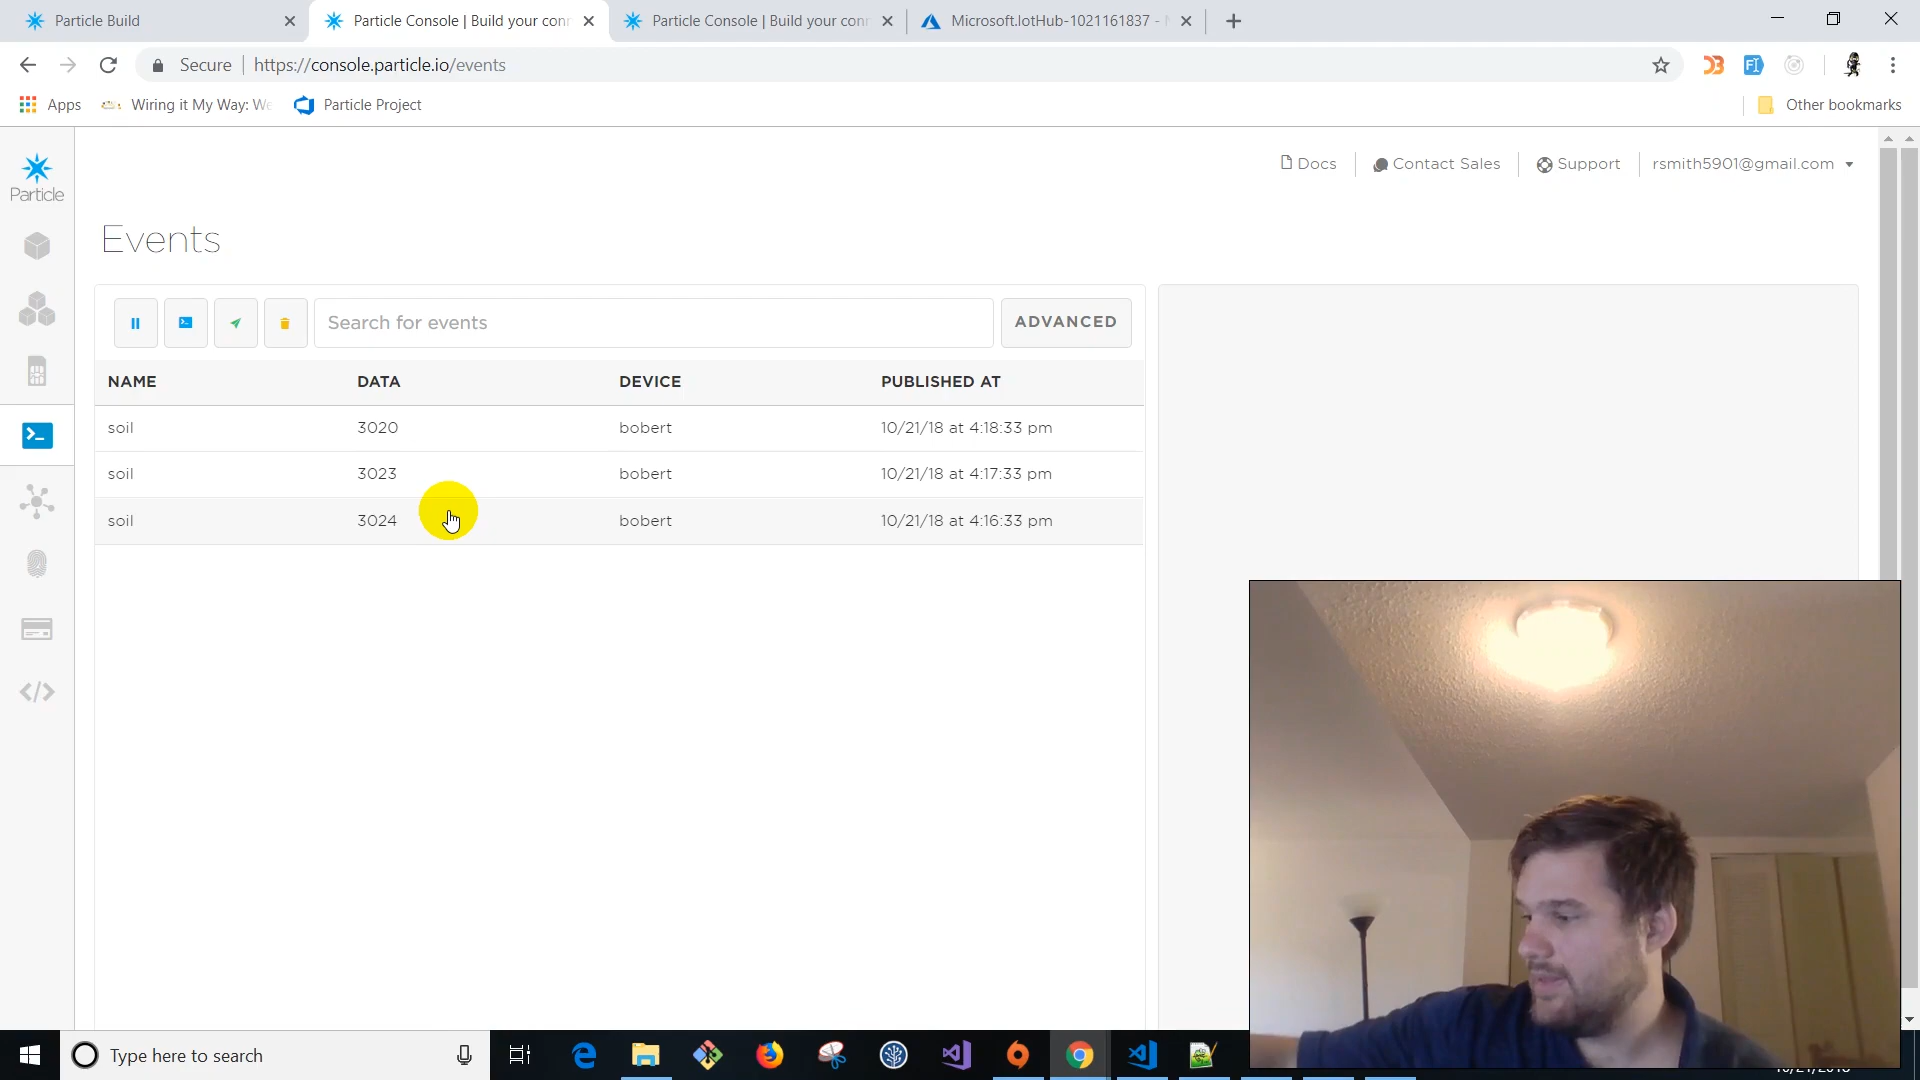 Particle Build
Particle Console | Build your conn
Particle Console | Build your conn
Microsoft.IotHub-1021161837 -
Secure https://console.particle.io/events
Apps Wiring it My Way: We Particle Project Other bookmarks
Particle
Docs Contact Sales Support rsmith5901@gmail.com
Events
Search for events ADVANCED
NAME DATA DEVICE PUBLISHED AT
soil 3020 bobert 10/21/18 at 4:18:33 pm
soil 3023 bobert 10/21/18 at 4:17:33 pm
soil 3024 bobert 10/21/18 at 4:16:33 pm
Type here to search